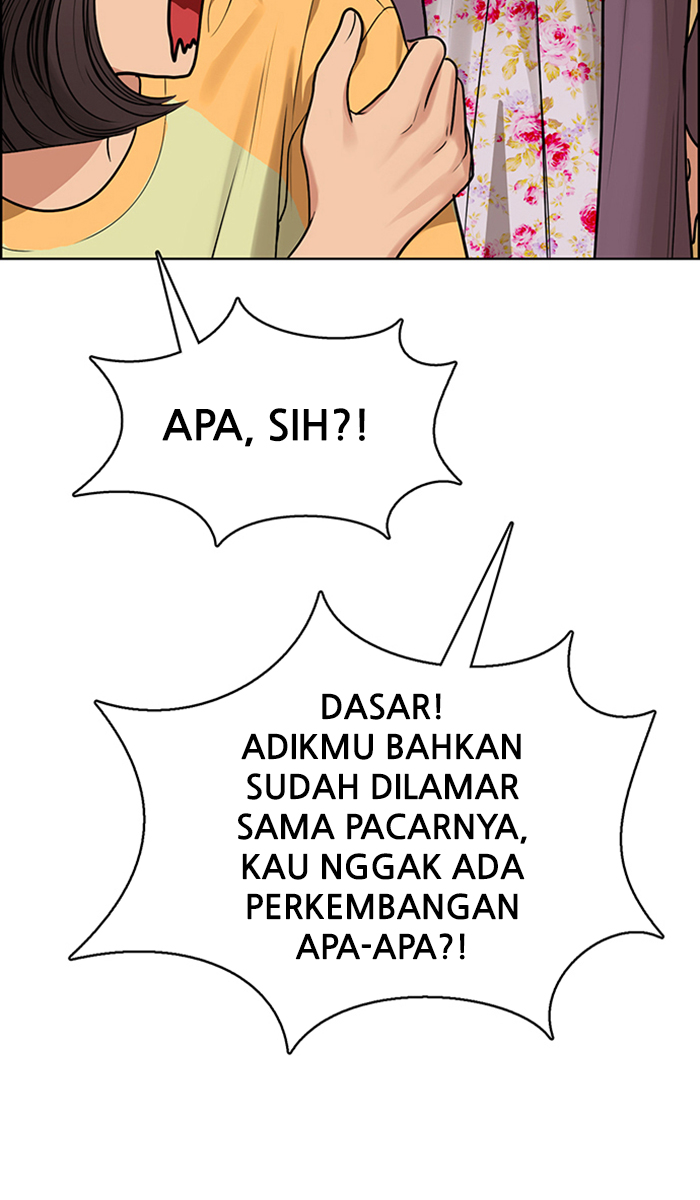 APA, SIH?!
DASAR!
ADIKMU BAHKAN
SUDAH DILAMAR
SAMA PACARNYA,
KAU NGGAK ADA
PERKEMBANGAN
APA-APA?!